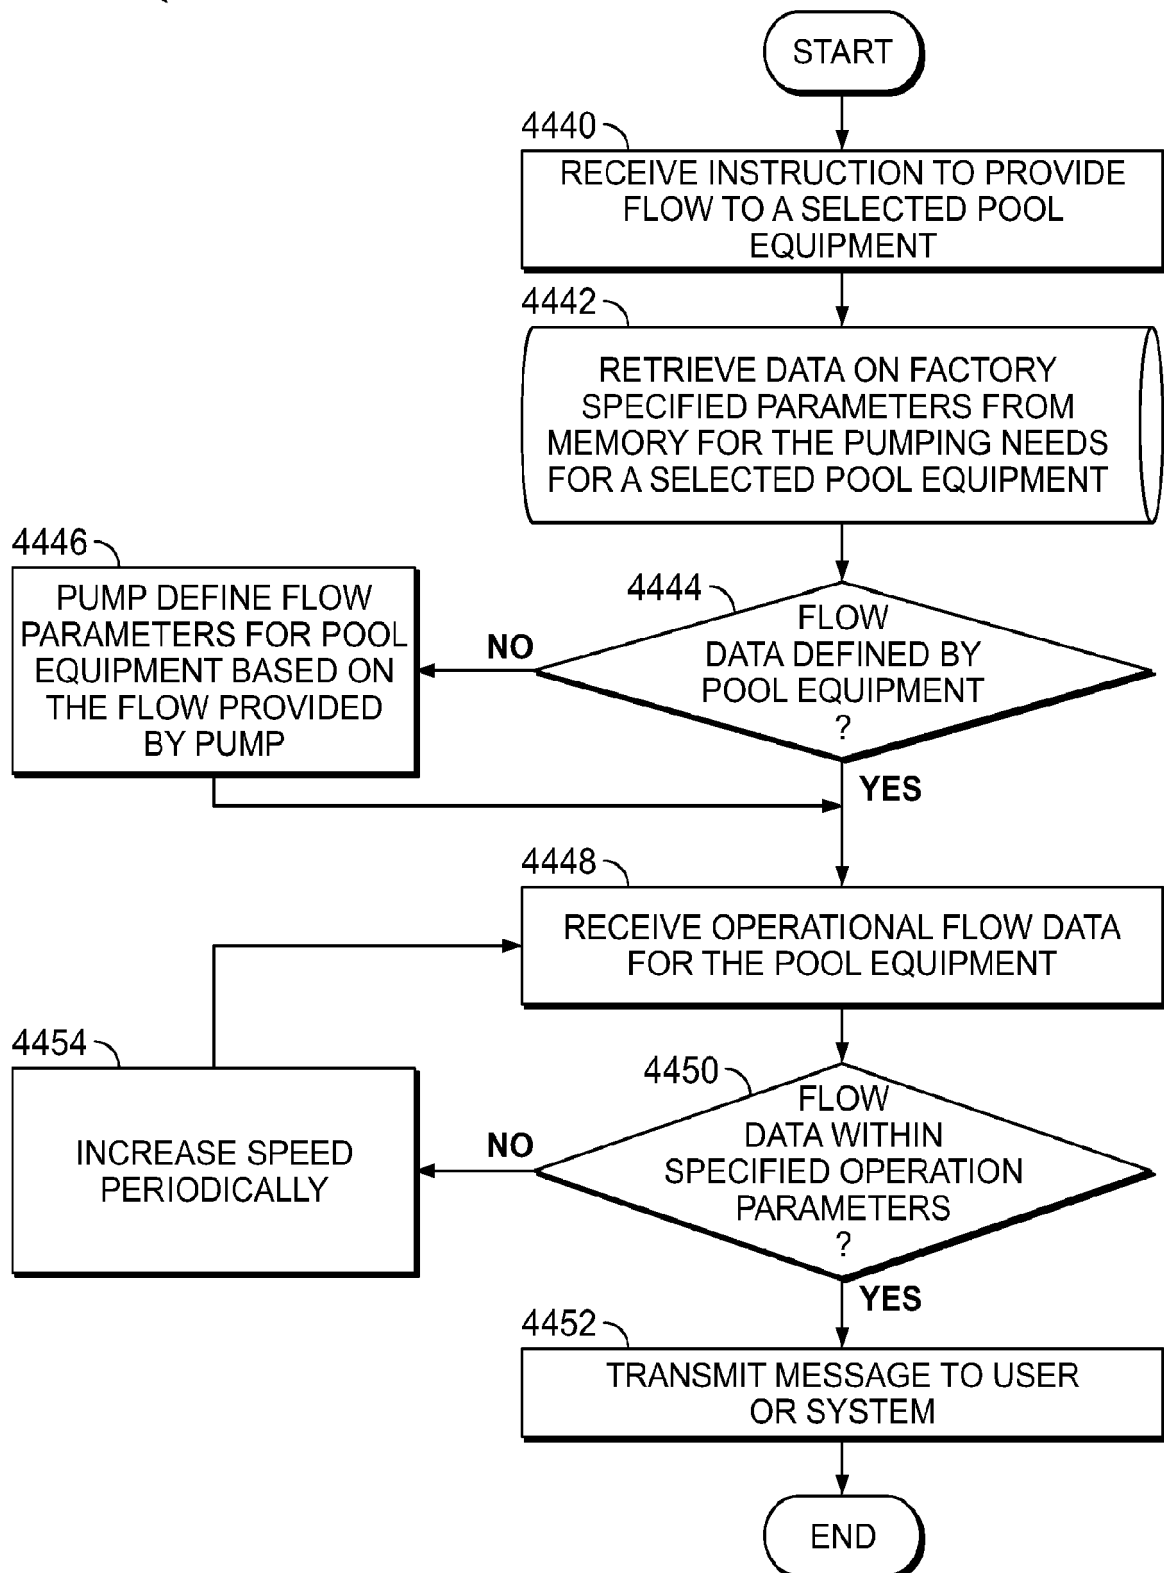 START
4440
RECEIVE INSTRUCTION TO PROVIDE
FLOW TO A SELECTED POOL
EQUIPMENT
4442
RETRIEVE DATA ON FACTORY
SPECIFIED PARAMETERS FROM
MEMORY FOR THE PUMPING NEEDS
FOR A SELECTED POOL EQUIPMENT
4444
FLOW
DATA DEFINED BY
POOL EQUIPMENT
?
NO
YES
4446
PUMP DEFINE FLOW
PARAMETERS FOR POOL
EQUIPMENT BASED ON
THE FLOW PROVIDED
BY PUMP
4448
RECEIVE OPERATIONAL FLOW DATA
FOR THE POOL EQUIPMENT
4450
FLOW
DATA WITHIN
SPECIFIED OPERATION
PARAMETERS
?
NO
YES
4454
INCREASE SPEED
PERIODICALLY
4452
TRANSMIT MESSAGE TO USER
OR SYSTEM
END